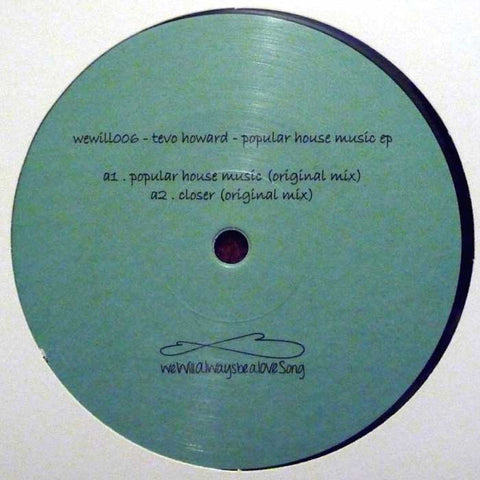 wewill006 - tevo howard - popular house music ep
a1 . popular house music (original mix)
a2 . closer (original mix)
weWillalwaysbealoveSong